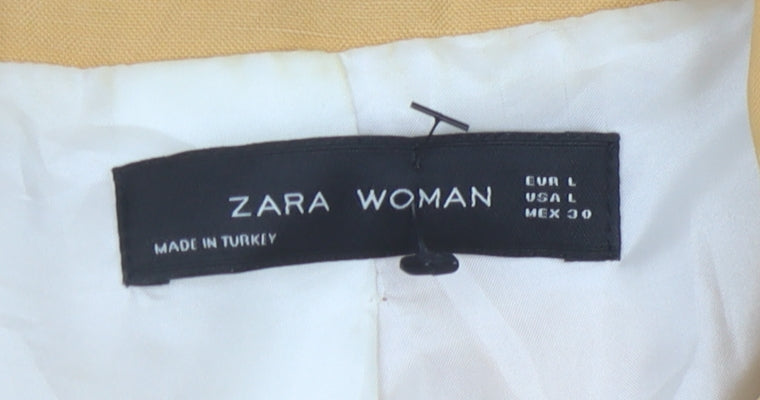 ZARA WOMAN
EUR L
USA L
MEX 30
MADE IN TURKEY